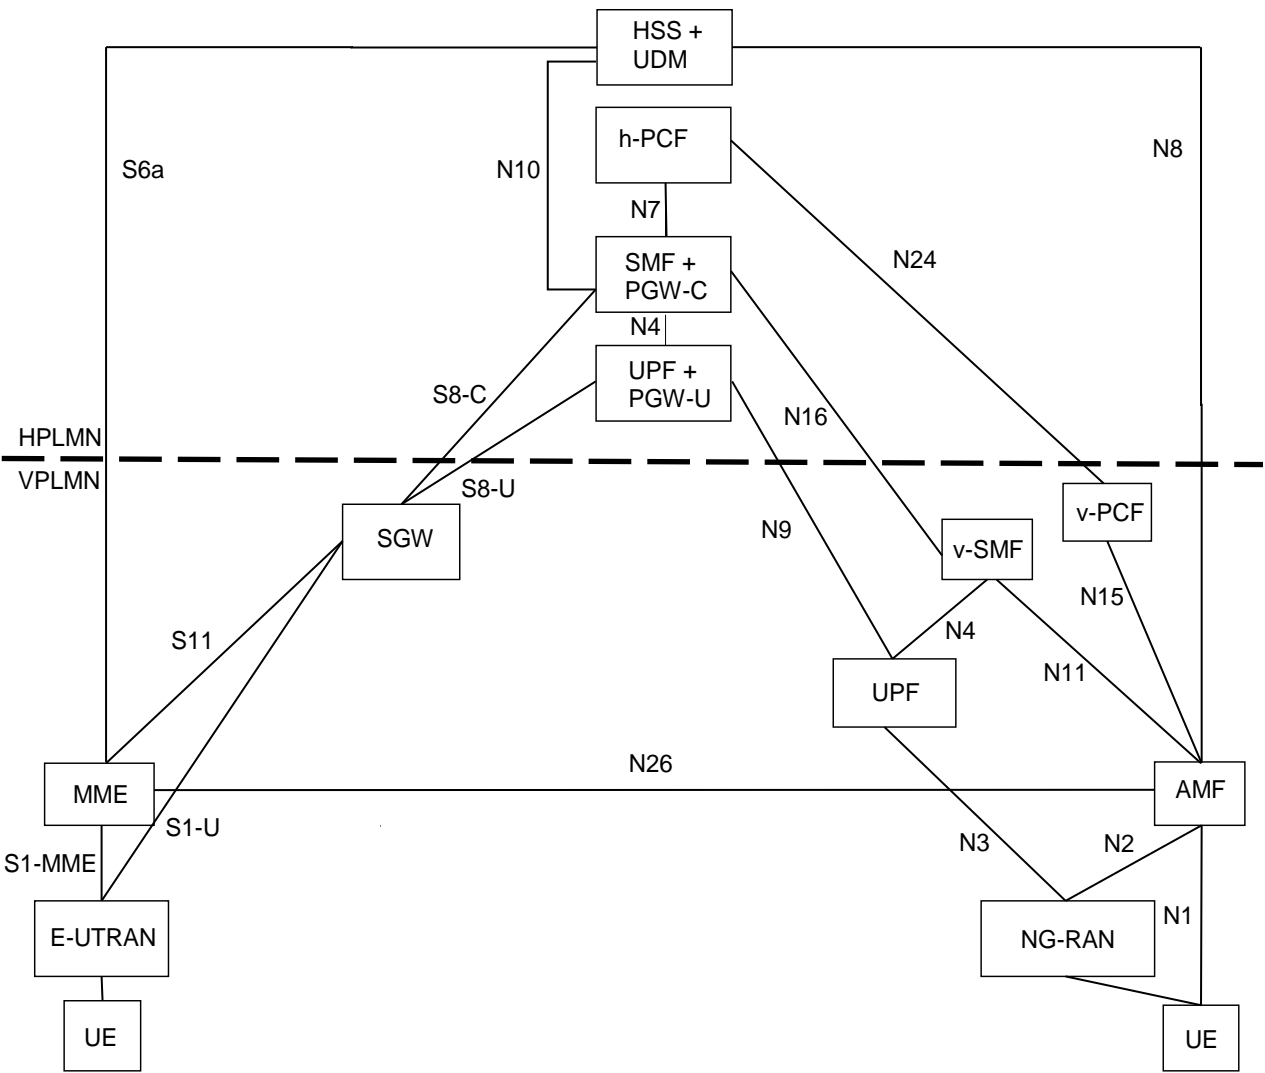 HSS +
UDM
h-PCF
S6a
N10
N8
N7
N24
SMF +
PGW-C
N4
UPF +
PGW-U
S8-C
N16
HPLMN
VPLMN
S8-U
SGW
N9
v-PCF
v-SMF
N15
S11
N4
N11
UPF
N26
MME
AMF
S1-U
S1-MME
N3
N2
N1
E-UTRAN
NG-RAN
UE
UE